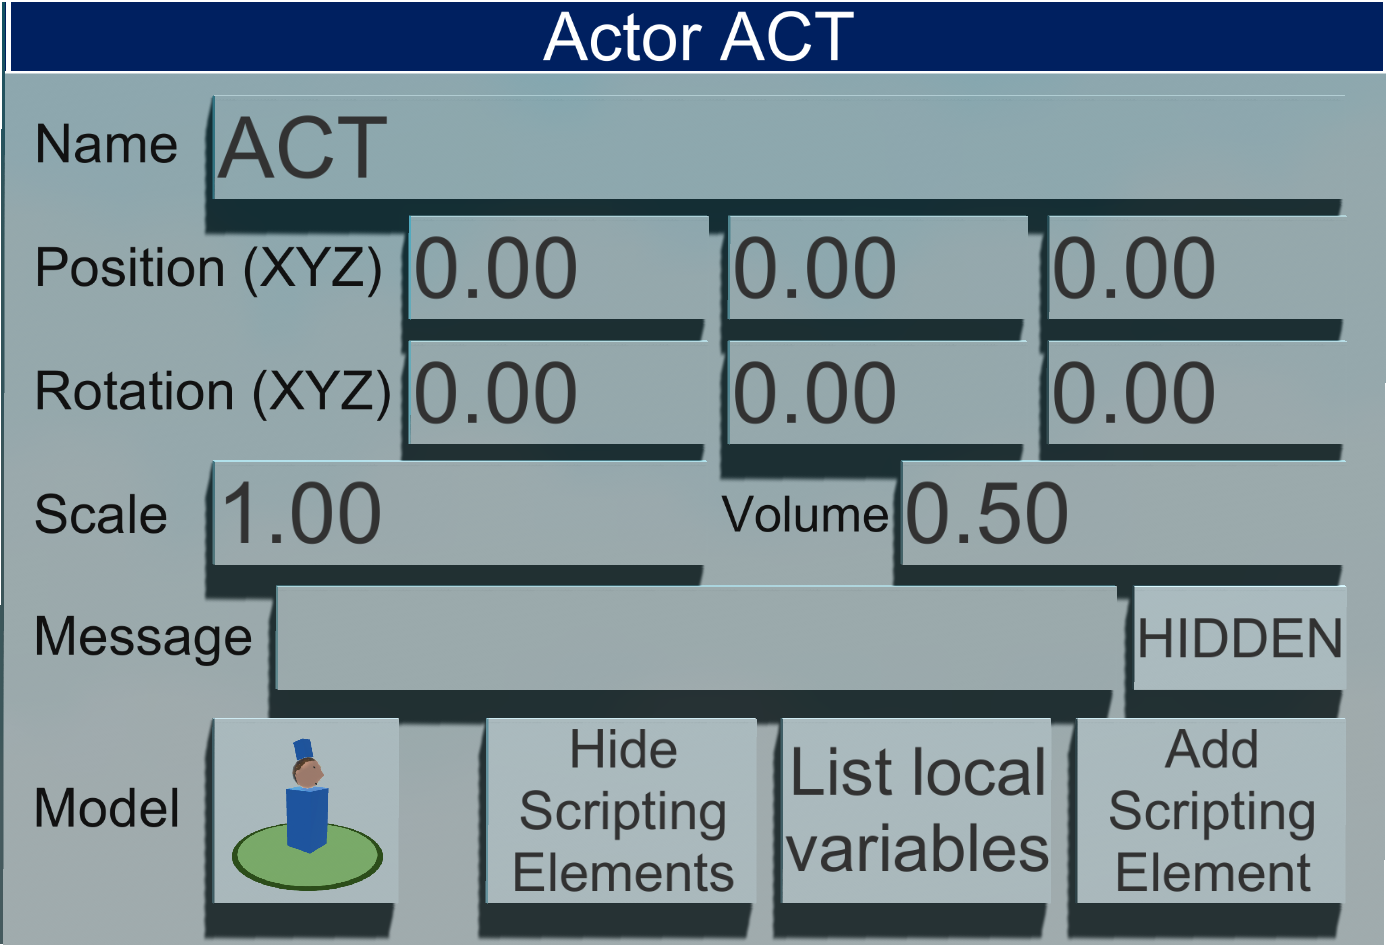 Actor ACT
Name ACT
Position (XYZ) 0.00 0.00 0.00
Rotation (XYZ) 0.00 0.00 0.00
Scale 1.00 Volume 0.50
Message HIDDEN
Model
Hide
Scripting
Elements
List local
variables
Add
Scripting
Element